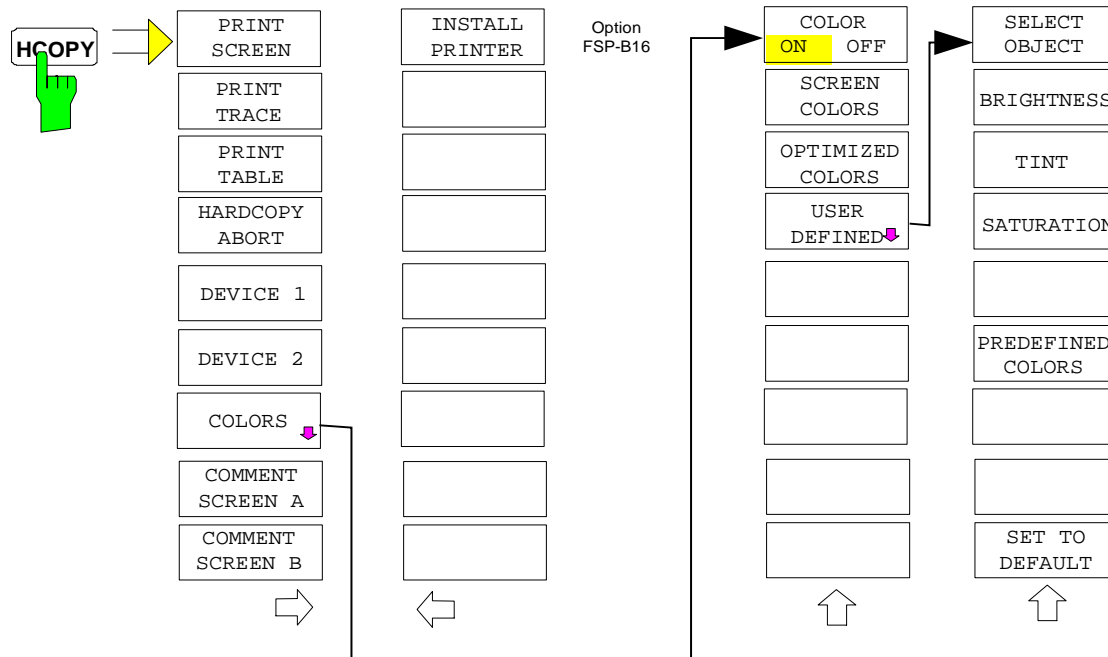 HCOPY
PRINT
SCREEN
PRINT
TRACE
PRINT
TABLE
HARDCOPY
ABORT
DEVICE 1
DEVICE 2
COLORS
COMMENT
SCREEN A
COMMENT
SCREEN B
INSTALL
PRINTER
Option
FSP-B16
COLOR
ON OFF
SCREEN
COLORS
OPTIMIZED
COLORS
USER
DEFINED
SELECT
OBJECT
BRIGHTNESS
TINT
SATURATION
PREDEFINED
COLORS
SET TO
DEFAULT